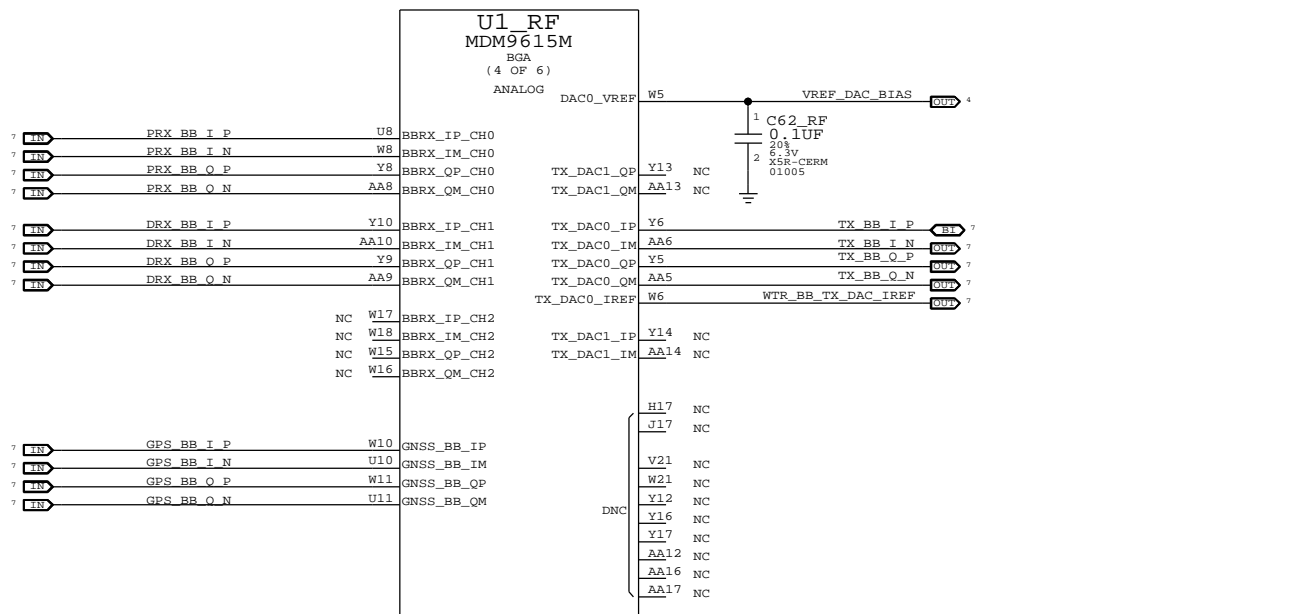 U1_RF
MDM9615M
BGA
(4 OF 6)
ANALOG
DAC0_VREF W5 VREF_DAC_BIAS OUT 4
1 C62_RF
0.1UF
20%
6.3V
2 X5R-CERM
01005
7 IN PRX_BB_I_P U8 BBRX_IP_CH0
7 IN PRX_BB_I_N W8 BBRX_IM_CH0
7 IN PRX_BB_Q_P Y8 BBRX_QP_CH0 TX_DAC1_QP Y13 NC
7 IN PRX_BB_Q_N AA8 BBRX_QM_CH0 TX_DAC1_QM AA13 NC
7 IN DRX_BB_I_P Y10 BBRX_IP_CH1 TX_DAC0_IP Y6 TX_BB_I_P BI 7
7 IN DRX_BB_I_N AA10 BBRX_IM_CH1 TX_DAC0_IM AA6 TX_BB_I_N OUT 7
7 IN DRX_BB_Q_P Y9 BBRX_QP_CH1 TX_DAC0_QP Y5 TX_BB_Q_P OUT 7
7 IN DRX_BB_Q_N AA9 BBRX_QM_CH1 TX_DAC0_QM AA5 TX_BB_Q_N OUT 7
TX_DAC0_IREF W6 WTR_BB_TX_DAC_IREF OUT 7
NC W17 BBRX_IP_CH2
NC W18 BBRX_IM_CH2 TX_DAC1_IP Y14 NC
NC W15 BBRX_QP_CH2 TX_DAC1_IM AA14 NC
NC W16 BBRX_QM_CH2
H17 NC
J17 NC
7 IN GPS_BB_I_P W10 GNSS_BB_IP
7 IN GPS_BB_I_N U10 GNSS_BB_IM V21 NC
7 IN GPS_BB_Q_P W11 GNSS_BB_QP W21 NC
7 IN GPS_BB_Q_N U11 GNSS_BB_QM Y12 NC
DNC Y16 NC
Y17 NC
AA12 NC
AA16 NC
AA17 NC